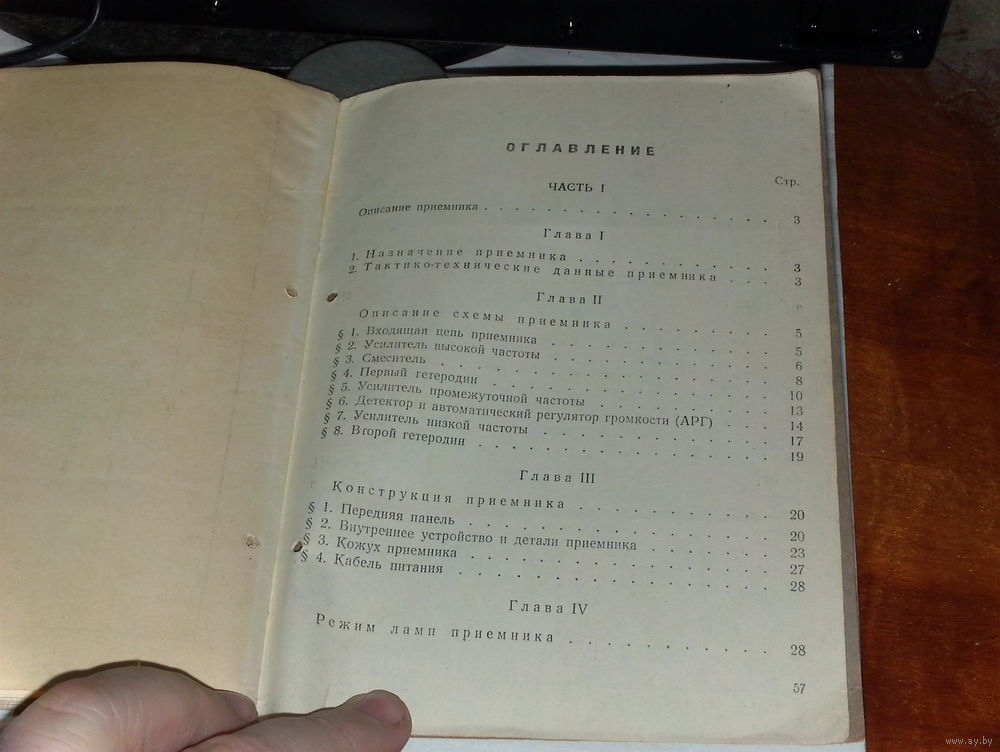 ОГЛАВЛЕНИЕ
Стр.
ЧАСТЬ I
Описание приемника . . . . . . . . . . . . . . . . . 3
Глава I
1. Назначение приемника . . . . . . . . . . . 3
2. Тактико-технические данные приемника . . . 3
Глава II
Описание схемы приемника . . . . . . . . . 5
§ 1. Входящая цепь приемника . . . . . . . . . . . . 5
§ 2. Усилитель высокой частоты . . . . . . . . . . . . 6
§ 3. Смеситель . . . . . . . . . . . . . . . . . 8
§ 4. Первый гетеродин . . . . . . . . . . . . . . 10
§ 5. Усилитель промежуточной частоты . . . . . . . . . 13
§ 6. Детектор и автоматический регулятор громкости (АРГ) . . . 14
§ 7. Усилитель низкой частоты . . . . . . . . . . . . 17
§ 8. Второй гетеродин . . . . . . . . . . . . . . 19
Глава III
Конструкция приемника . . . . . . . . . . 20
§ 1. Передняя панель . . . . . . . . . . . . . . . 20
§ 2. Внутреннее устройство и детали приемника . . . . . . 23
§ 3. Кожух приемника . . . . . . . . . . . . . . . 27
§ 4. Кабель питания . . . . . . . . . . . . . . . 28
Глава IV
Режим ламп приемника . . . . . . . . . . 28
57
www.ay.by